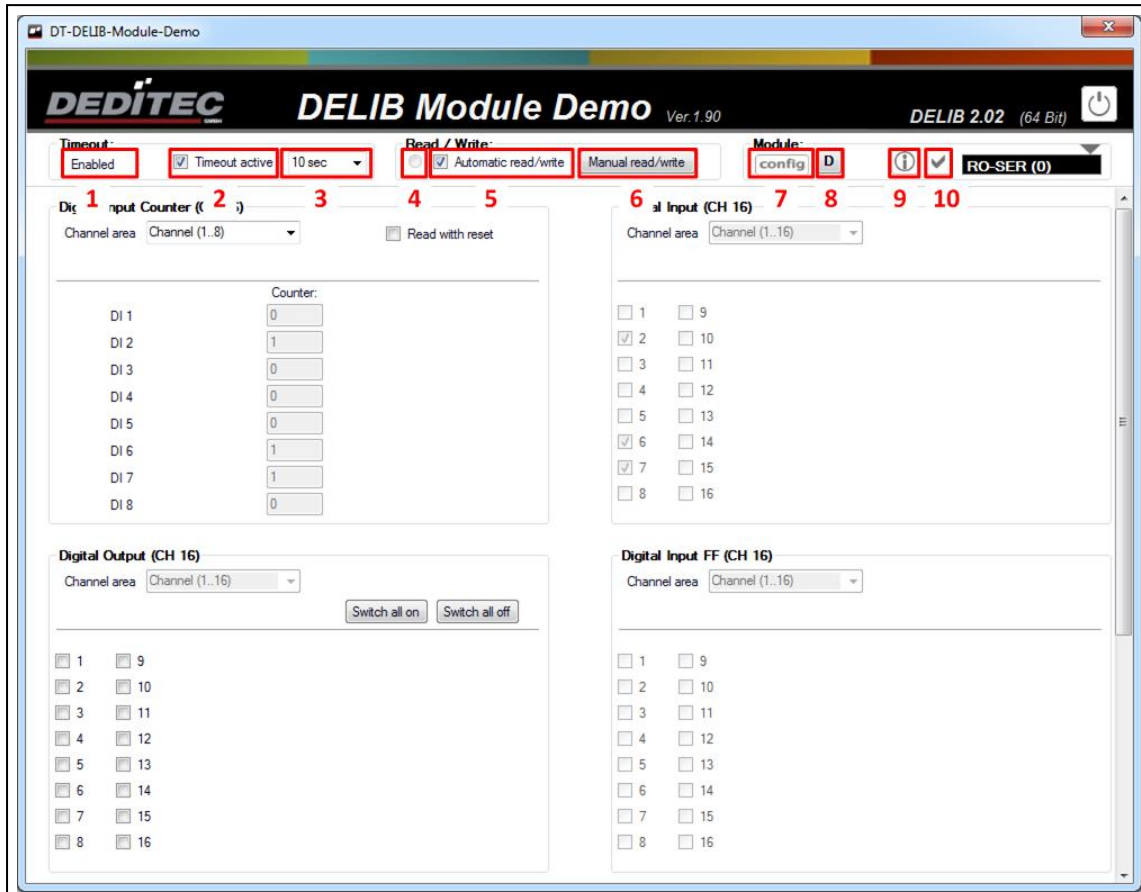 DT-DELIB-Module-Demo
DEDITEC
GMBH
DELIB Module Demo Ver. 1.90
DELIB 2.02 (64 Bit)
Timeout:
Enabled
Timeout active
10 sec
Read / Write:
Automatic read/write
Manual read/write
Module:
config
D
RO-SER (0)
1 2 3 4 5 6 7 8 9 10
Input Counter
Channel area Channel (1..8)
Read witth reset
Counter:
DI 1 0
DI 2 1
DI 3 0
DI 4 0
DI 5 0
DI 6 1
DI 7 1
DI 8 0
Input (CH 16)
Channel area Channel (1..16)
1 9
2 10
3 11
4 12
5 13
6 14
7 15
8 16
Digital Output (CH 16)
Channel area Channel (1..16)
Switch all on Switch all off
1 9
2 10
3 11
4 12
5 13
6 14
7 15
8 16
Digital Input FF (CH 16)
Channel area Channel (1..16)
1 9
2 10
3 11
4 12
5 13
6 14
7 15
8 16